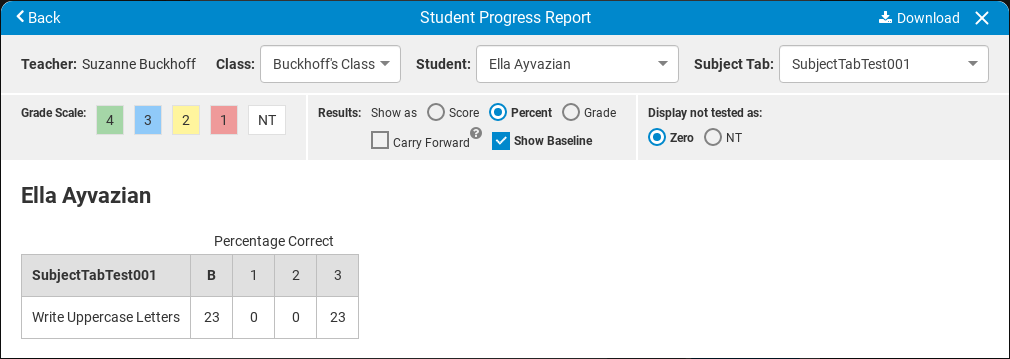 Back Student Progress Report Download
Teacher: Suzanne Buckhoff Class: Buckhoff's Class Student: Ella Ayvazian Subject Tab: SubjectTabTest001
Grade Scale: 4 3 2 1 NT Results: Show as Score Percent Grade Display not tested as:
Carry Forward ? Show Baseline Zero NT
Ella Ayvazian
Percentage Correct
SubjectTabTest001 B 1 2 3
Write Uppercase Letters 23 0 0 23